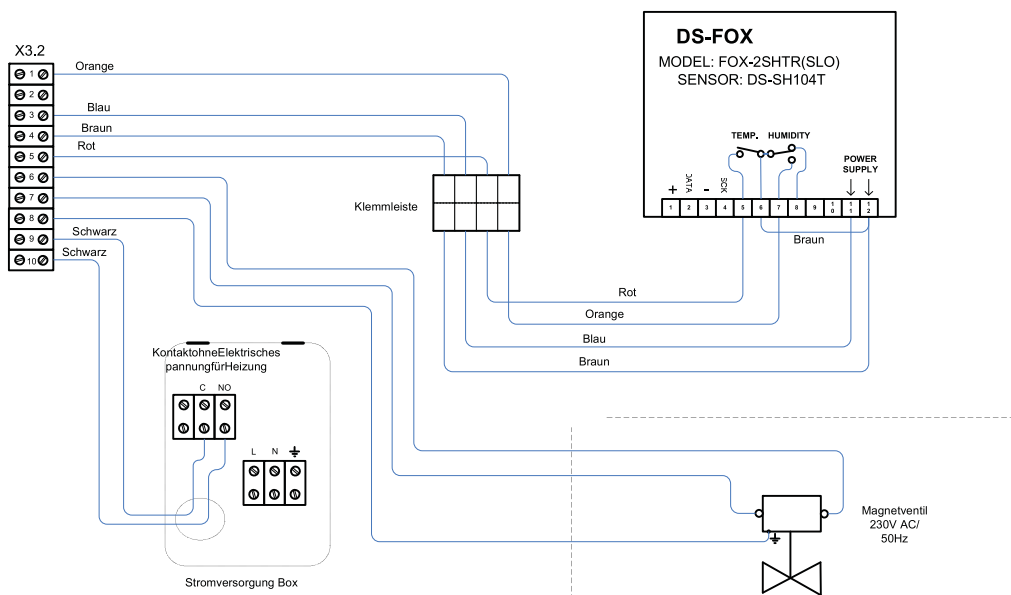 X3.2
1
2
3
4
5
6
7
8
9
10
Orange
Blau
Braun
Rot
Schwarz
Schwarz
Klemmleiste
DS-FOX
MODEL: FOX-2SHTR(SLO)
SENSOR: DS-SH104T
TEMP. HUMIDITY
POWER
SUPPLY
+ DATA - SCK
1 2 3 4 5 6 7 8 9 10 11 12
Braun
Rot
Orange
Blau
Braun
KontaktohneElektrisches
pannungfürHeizung
C NO
L N
Stromversorgung Box
Magnetventil
230V AC/
50Hz